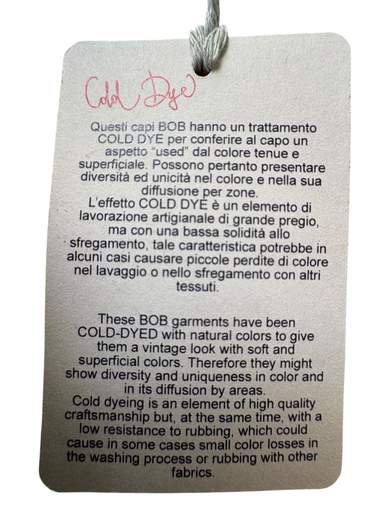 Cold Dye
Questi capi BOB hanno un trattamento
COLD DYE per conferire al capo un
aspetto "used" dal colore tenue e
superficiale. Possono pertanto presentare
diversità ed unicità nel colore e nella sua
diffusione per zone.
L'effetto COLD DYE è un elemento di
lavorazione artigianale di grande pregio,
ma con una bassa solidità allo
sfregamento, tale caratteristica potrebbe in
alcuni casi causare piccole perdite di colore
nel lavaggio o nello sfregamento con altri
tessuti.
These BOB garments have been
COLD-DYED with natural colors to give
them a vintage look with soft and
superficial colors. Therefore they might
show diversity and uniqueness in color and
in its diffusion by areas.
Cold dyeing is an element of high quality
craftsmanship but, at the same time, with a
low resistance to rubbing, which could
cause in some cases small color losses in
the washing process or rubbing with other
fabrics.